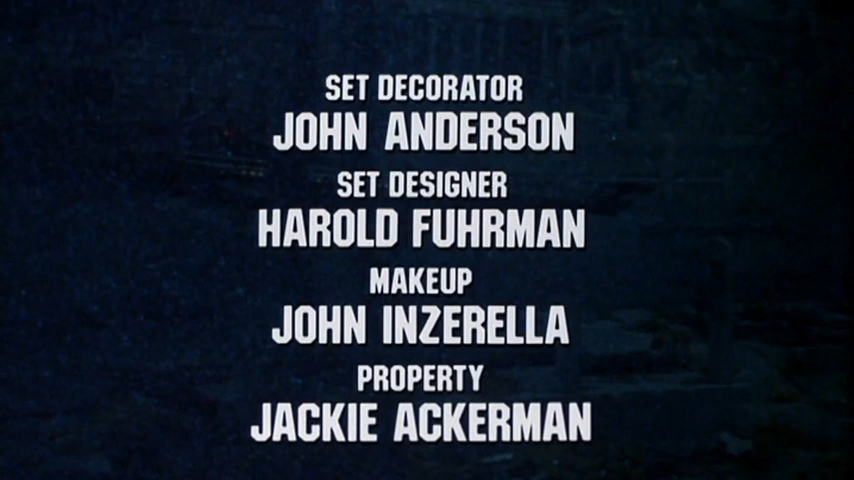 SET DECORATOR
JOHN ANDERSON
SET DESIGNER
HAROLD FUHRMAN
MAKEUP
JOHN INZERELLA
PROPERTY
JACKIE ACKERMAN